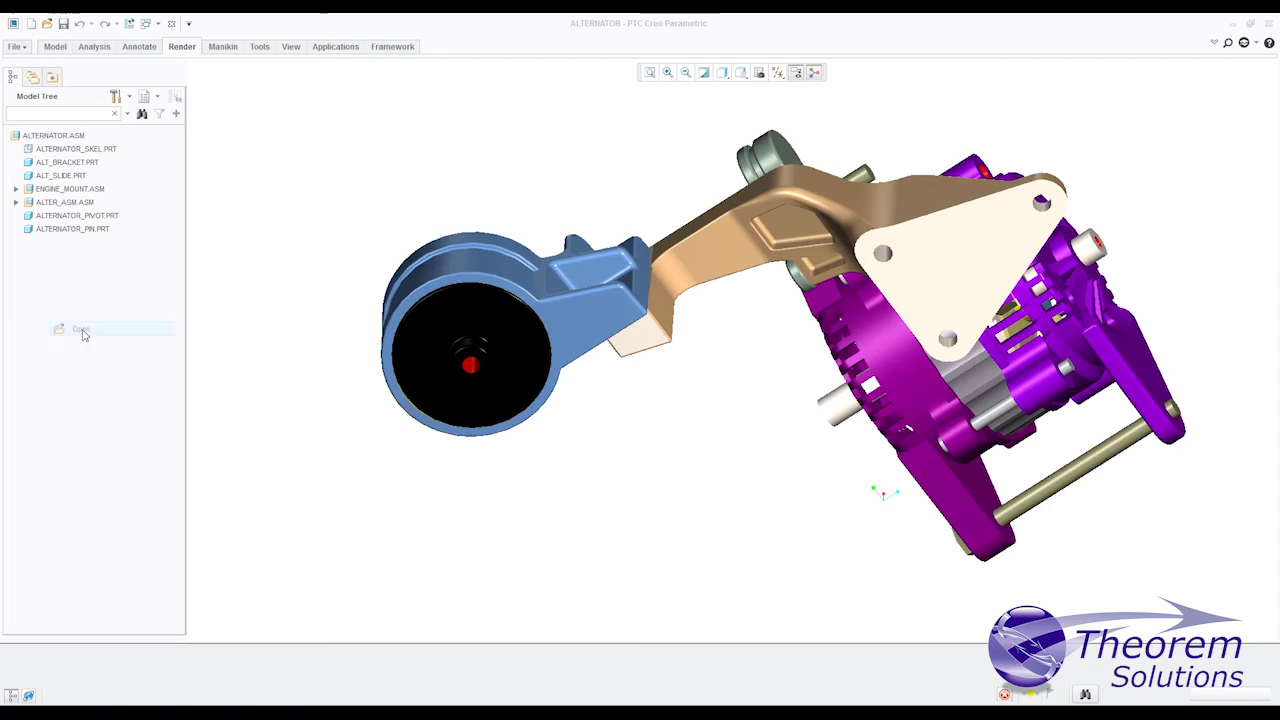 ALTERNATOR - PTC Creo Parametric
File Model Analysis Annotate Render Manikin Tools View Applications Framework
Model Tree
ALTERNATOR.ASM
ALTERNATOR_SKEL.PRT
ALT_BRACKET.PRT
ALT_SLIDE.PRT
ENGINE_MOUNT.ASM
ALTER_ASM.ASM
ALTERNATOR_PIVOT.PRT
ALTERNATOR_PIN.PRT
Open
Theorem
Solutions